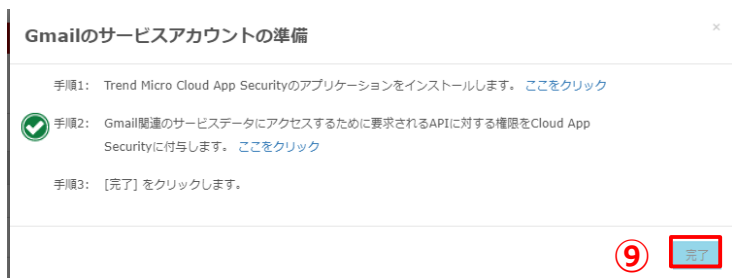 Gmailのサービスアカウントの準備
×
手順1: Trend Micro Cloud App Securityのアプリケーションをインストールします。 ここをクリック
手順2: Gmail関連のサービスデータにアクセスするために要求されるAPIに対する権限をCloud App
Securityに付与します。 ここをクリック
手順3: [完了] をクリックします。
⑨ 完了